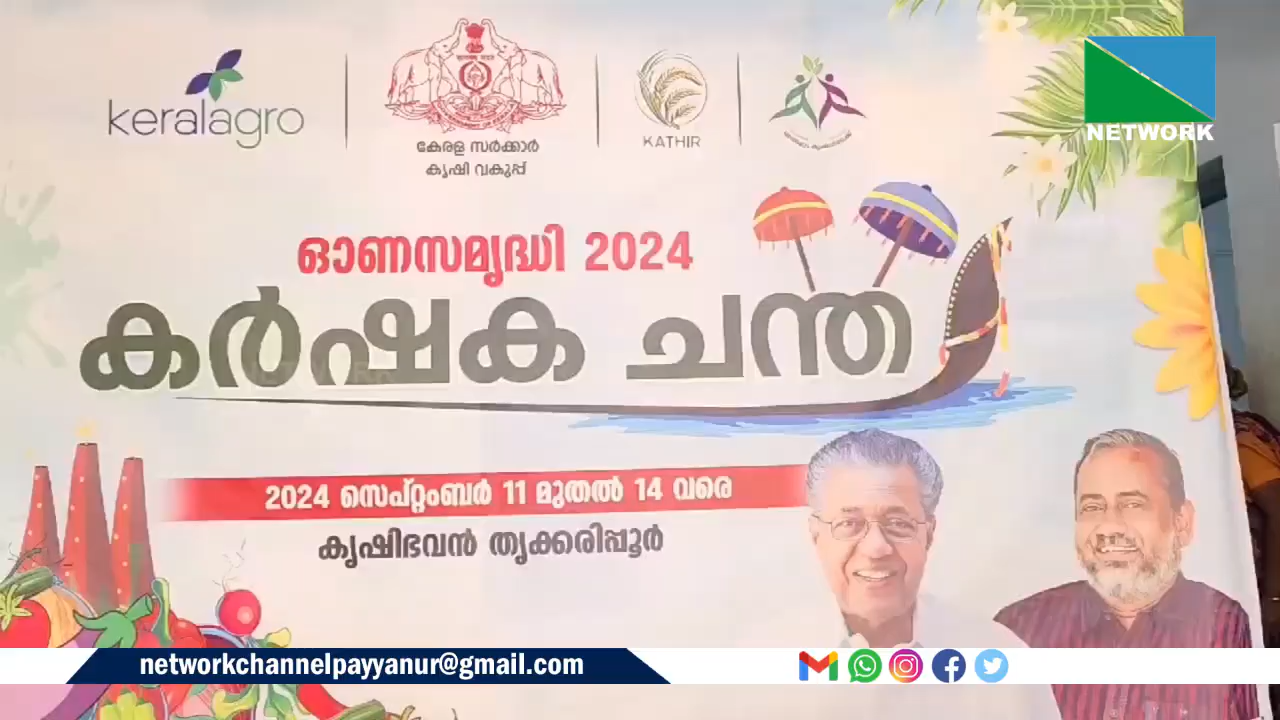 keralagro
കേരള സർക്കാർ
കൃഷി വകുപ്പ്
KATHIR
NETWORK
ഓണസമൃദ്ധി 2024
കർഷക ചന്ത
NETWORK
2024 സെപ്റ്റംബർ 11 മുതൽ 14 വരെ
കൃഷിഭവൻ തൃക്കരിപ്പൂർ
networkchannelpayyanur@gmail.com